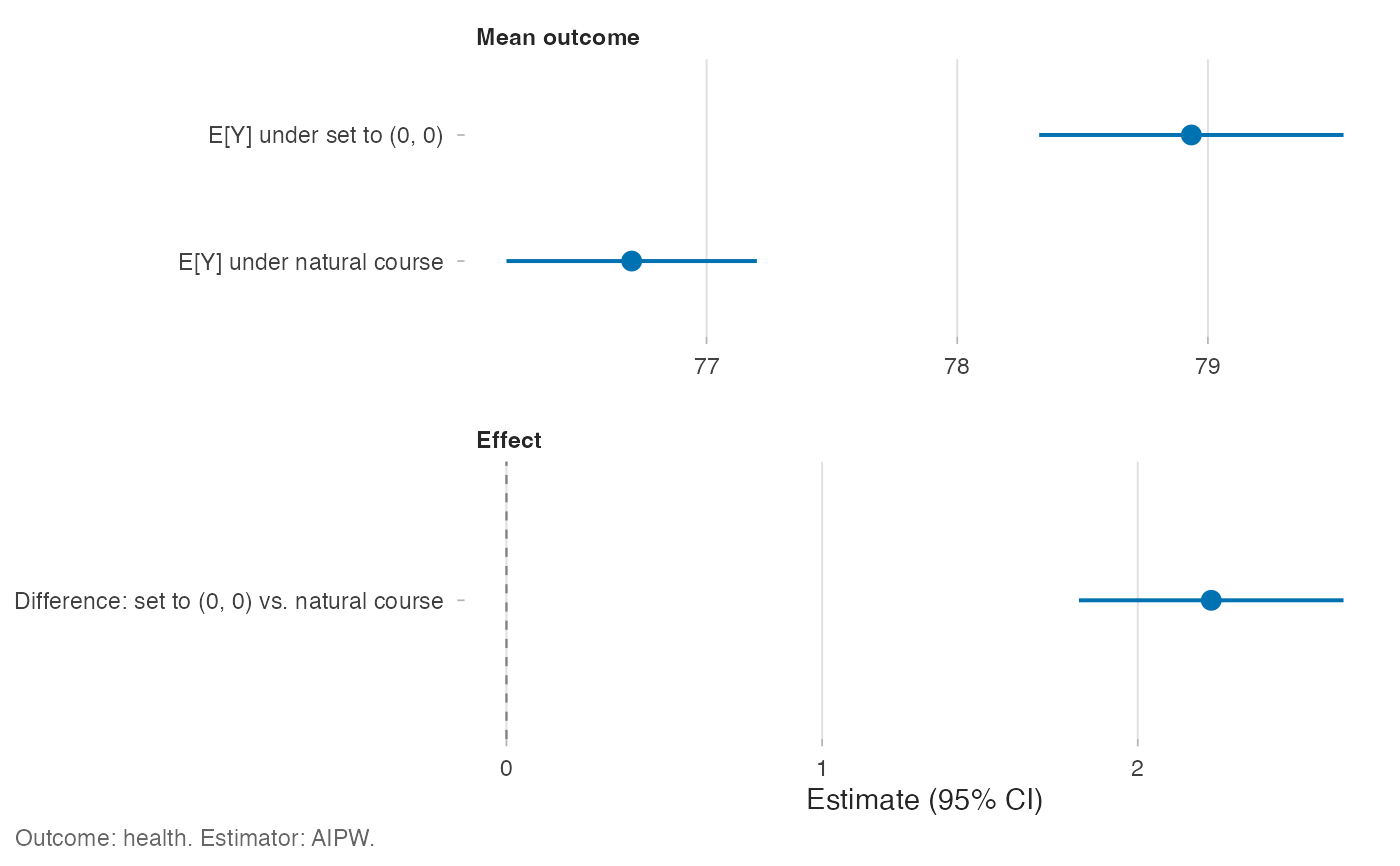 Mean outcome
E[Y] under set to (0, 0)
E[Y] under natural course
77 78 79
Effect
Difference: set to (0, 0) vs. natural course
0 1 2
Estimate (95% CI)
Outcome: health. Estimator: AIPW.